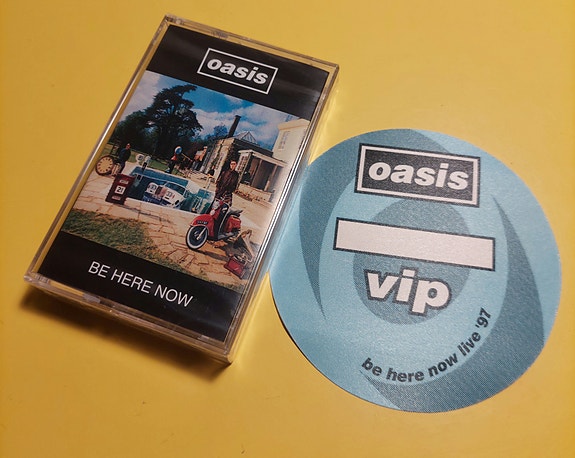 oasis
BE HERE NOW
oasis
vip
be here now live '97